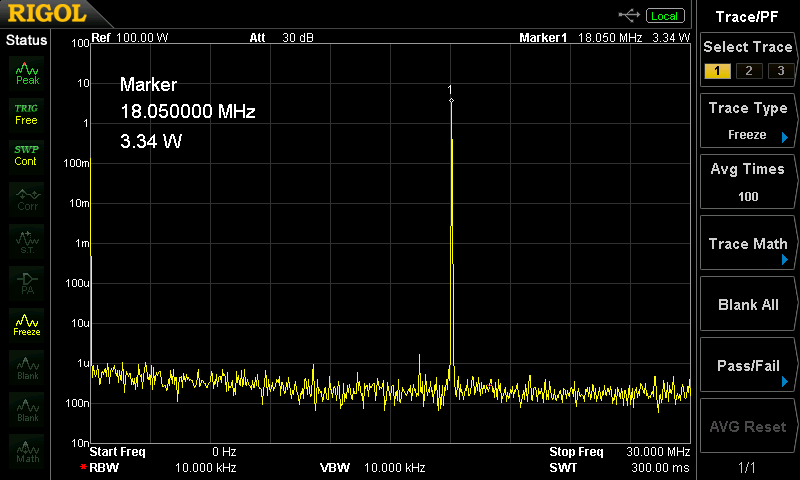 RIGOL
Local
Trace/PF
Status
Ref 100.00 W Att 30 dB Marker1 18.050 MHz 3.34 W
Peak
TRIG
Free
SWP
Cont
Corr
S.T.
PA
Freeze
Blank
Blank
Math
100
10
1
100m
10m
1m
100u
10u
1u
100n
10n
Marker
18.050000 MHz
3.34 W
1
Start Freq 0 Hz Stop Freq 30.000 MHz
RBW 10.000 kHz VBW 10.000 kHz SWT 300.00 ms
Select Trace
1 2 3
Trace Type
Freeze
Avg Times
100
Trace Math
Blank All
Pass/Fail
AVG Reset
1/1